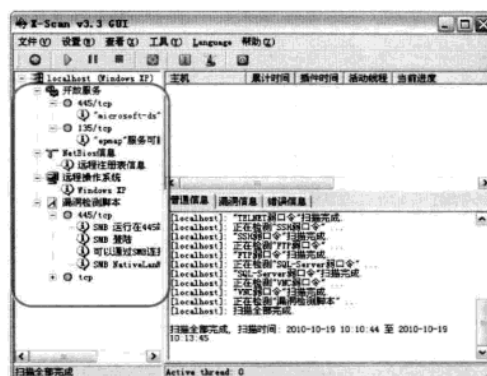 X-Scan v3.3 GUI
文件(V) 设置(W) 查看(X) 工具(T) Language 帮助(Z)
localhost (Windows XP)
开放服务
445/tcp
"microsoft-ds"
135/tcp
"epmap"服务可
NetBios信息
远程注册表信息
远程操作系统
Windows XP
漏洞检测脚本
445/tcp
SMB 运行在445
SMB 登陆
可以通过SMB连
SMB NativeLanM
tcp
主机 累计时间 插件时间 活动线程 当前进度
普通信息 漏洞信息 错误信息
[localhost]: "TELNET弱口令"扫描完成.
[localhost]: 正在检测"SSH弱口令" ...
[localhost]: "SSH弱口令"扫描完成.
[localhost]: 正在检测"FTP弱口令" ...
[localhost]: "FTP弱口令"扫描完成.
[localhost]: 正在检测"SQL-Server弱口令" ...
[localhost]: "SQL-Server弱口令"扫描完成.
[localhost]: 正在检测"VNC弱口令" ...
[localhost]: "VNC弱口令"扫描完成.
[localhost]: 正在检测"漏洞检测脚本" ...
[localhost]: 扫描全部完成.
扫描全部完成, 扫描时间: 2010-10-19 10:10:44 至 2010-10-19
10:13:45
扫描全部完成 Active thread: 0